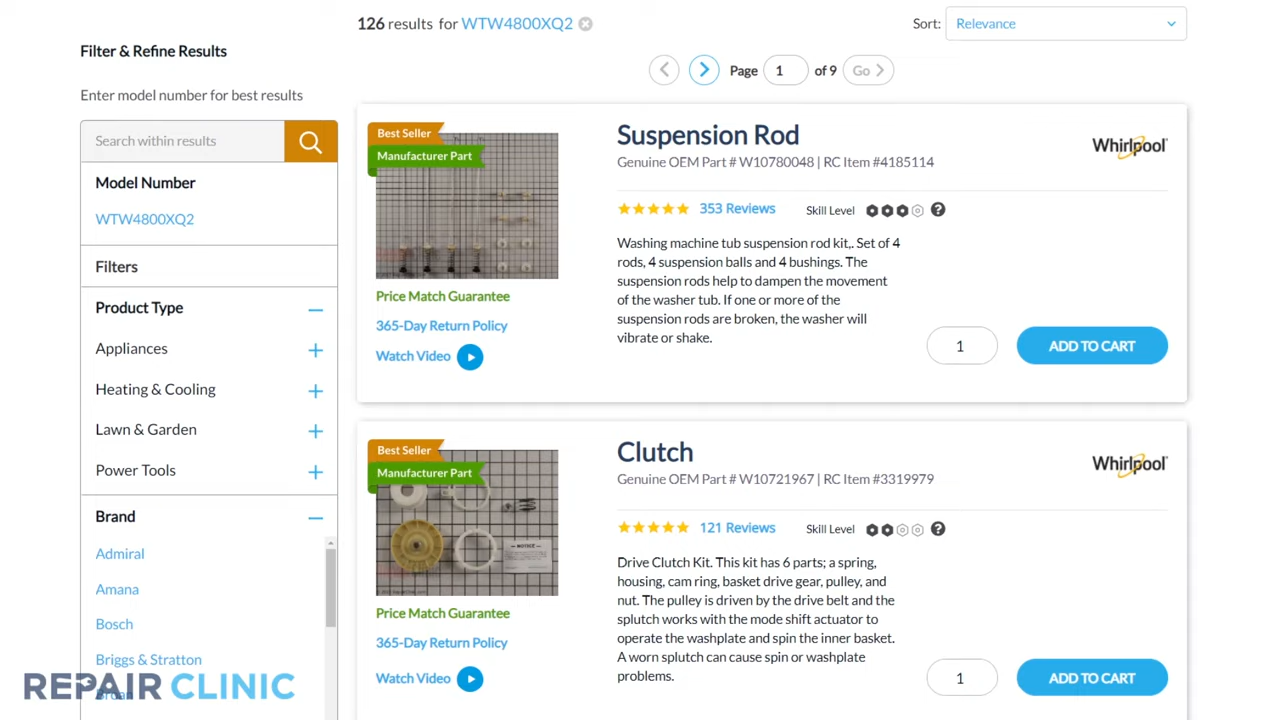 126 results for WTW4800XQ2
Sort: Relevance
Filter & Refine Results
Page 1 of 9 Go
Enter model number for best results
Search within results
Model Number
WTW4800XQ2
Filters
Product Type
Appliances
Heating & Cooling
Lawn & Garden
Power Tools
Brand
Admiral
Amana
Bosch
Briggs & Stratton
Broan
REPAIR CLINIC
Best Seller
Manufacturer Part
Price Match Guarantee
365-Day Return Policy
Watch Video
Suspension Rod
Genuine OEM Part # W10780048 | RC Item #4185114
Whirlpool
353 Reviews
Skill Level
Washing machine tub suspension rod kit,. Set of 4
rods, 4 suspension balls and 4 bushings. The
suspension rods help to dampen the movement
of the washer tub. If one or more of the
suspension rods are broken, the washer will
vibrate or shake.
1
ADD TO CART
Best Seller
Manufacturer Part
NOTICE
Price Match Guarantee
365-Day Return Policy
Watch Video
Clutch
Genuine OEM Part # W10721967 | RC Item #3319979
Whirlpool
121 Reviews
Skill Level
Drive Clutch Kit. This kit has 6 parts; a spring,
housing, cam ring, basket drive gear, pulley, and
nut. The pulley is driven by the drive belt and the
splutch works with the mode shift actuator to
operate the washplate and spin the inner basket.
A worn splutch can cause spin or washplate
problems.
1
ADD TO CART